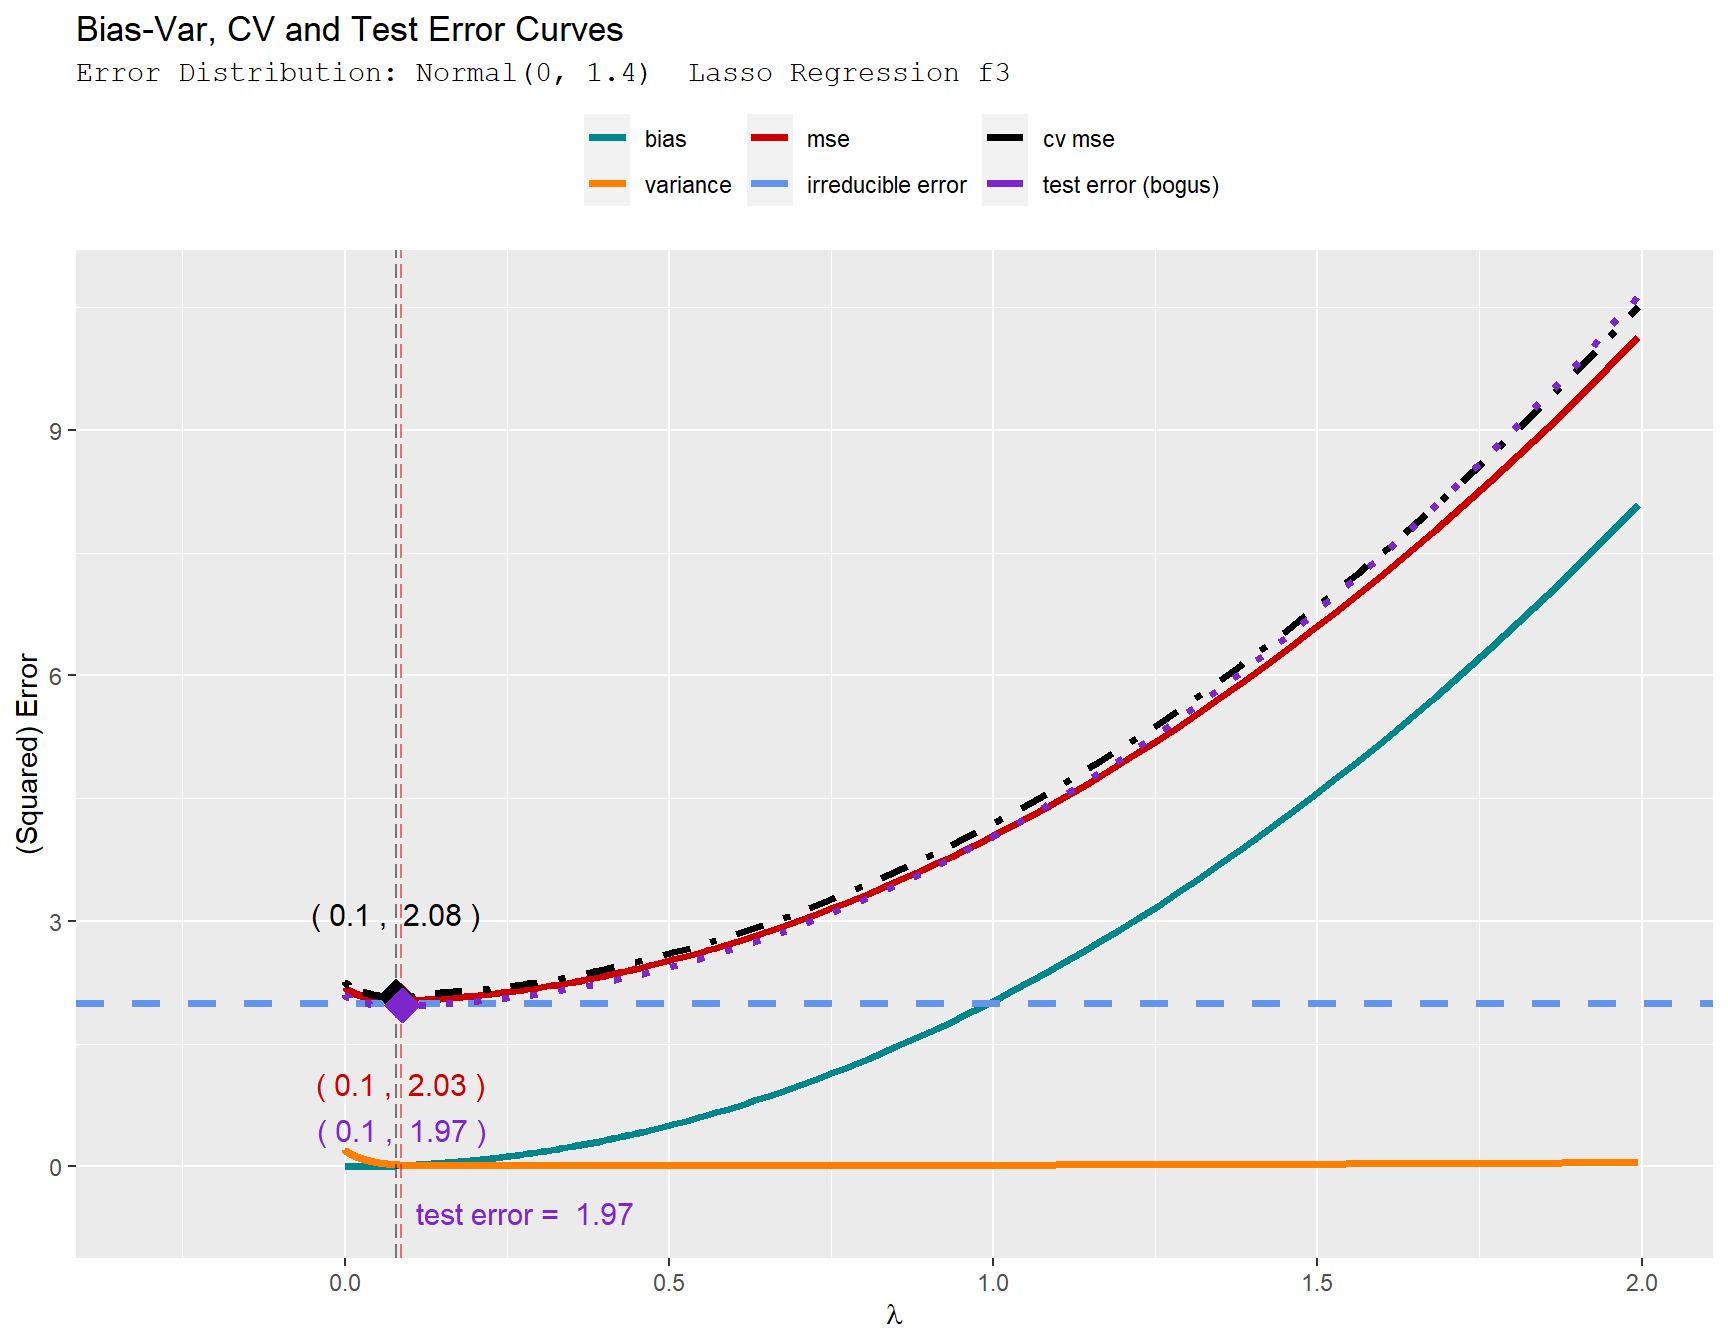 Bias-Var, CV and Test Error Curves
Error Distribution: Normal(0, 1.4)  Lasso Regression f3
bias
mse
cv mse
variance
irreducible error
test error (bogus)
(Squared) Error
9
6
3
0
( 0.1 ,  2.08 )
( 0.1 ,  2.03 )
( 0.1 ,  1.97 )
test error =  1.97
0.0
0.5
1.0
1.5
2.0
λ